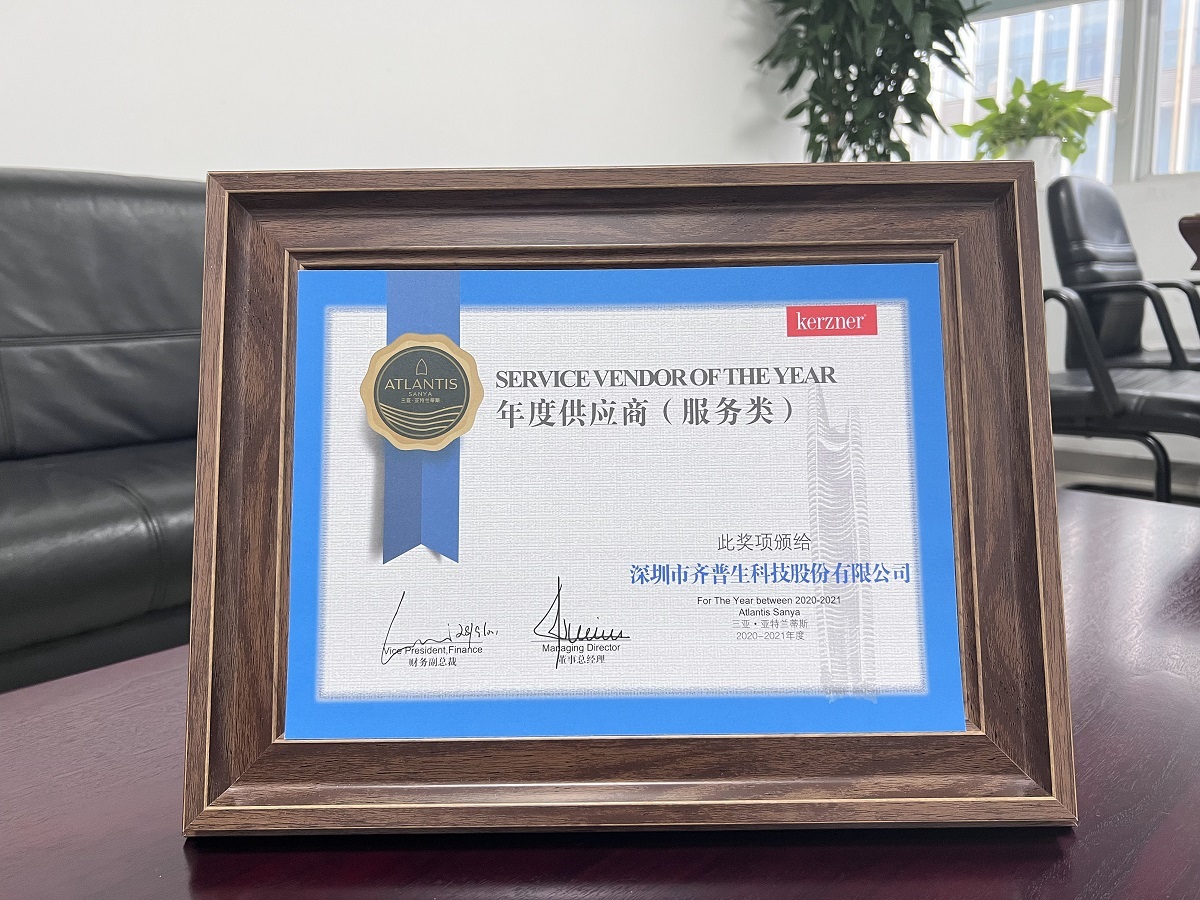 kerzner
ATLANTIS
SANYA
三亚·亚特兰蒂斯
SERVICE VENDOR OF THE YEAR
年度供应商（服务类）
此奖项颁给
深圳市齐普生科技股份有限公司
For The Year between 2020-2021
Atlantis Sanya
三亚·亚特兰蒂斯
2020-2021年度
Vice President,Finance
财务副总裁
Managing Director
董事总经理